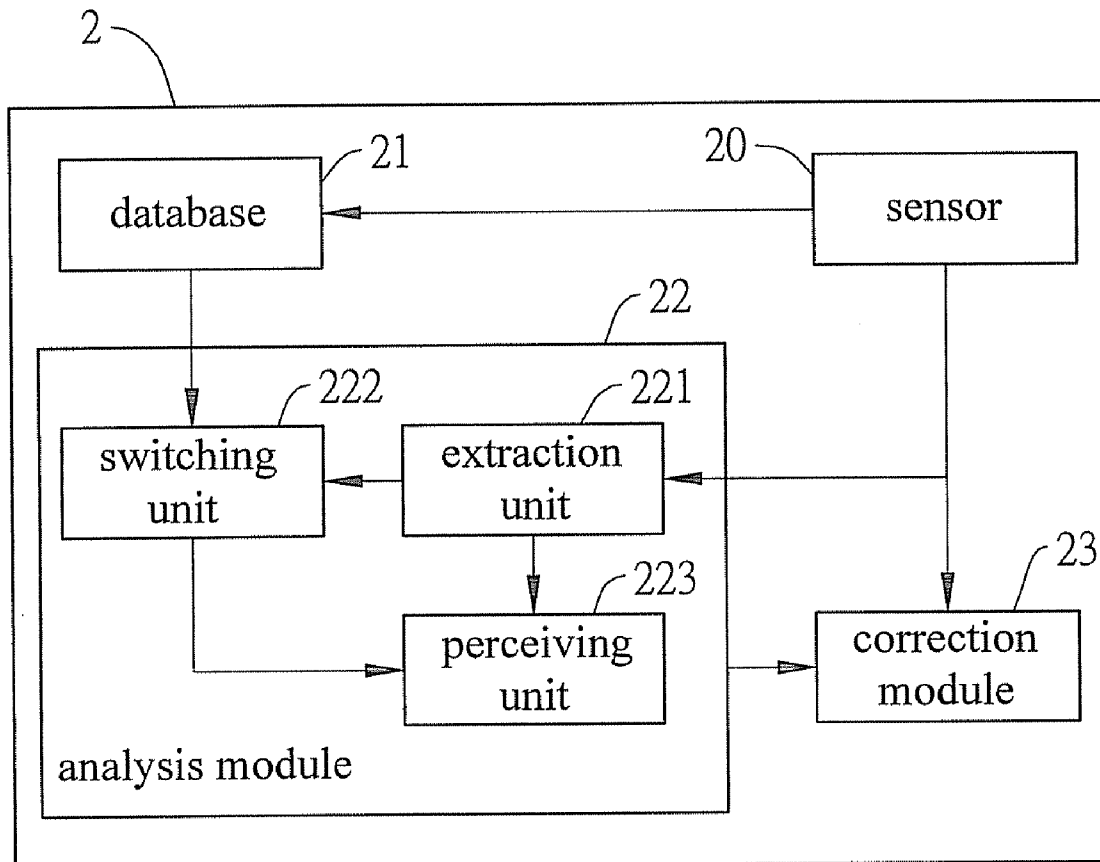 2
21
20
database
sensor
22
222
221
switching
unit
extraction
unit
223
23
perceiving
unit
correction
module
analysis module